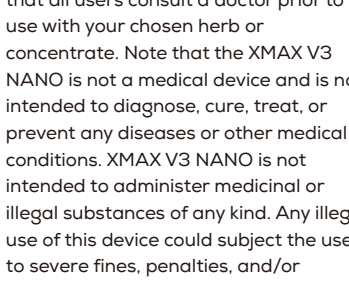 that all users consult a doctor prior to
use with your chosen herb or
concentrate. Note that the XMAX V3
NANO is not a medical device and is
intended to diagnose, cure, treat, or
prevent any diseases or other medical
conditions. XMAX V3 NANO is not
intended to administer medicinal or
illegal substances of any kind. Any
use of this device could subject the
to severe fines, penalties, and/or